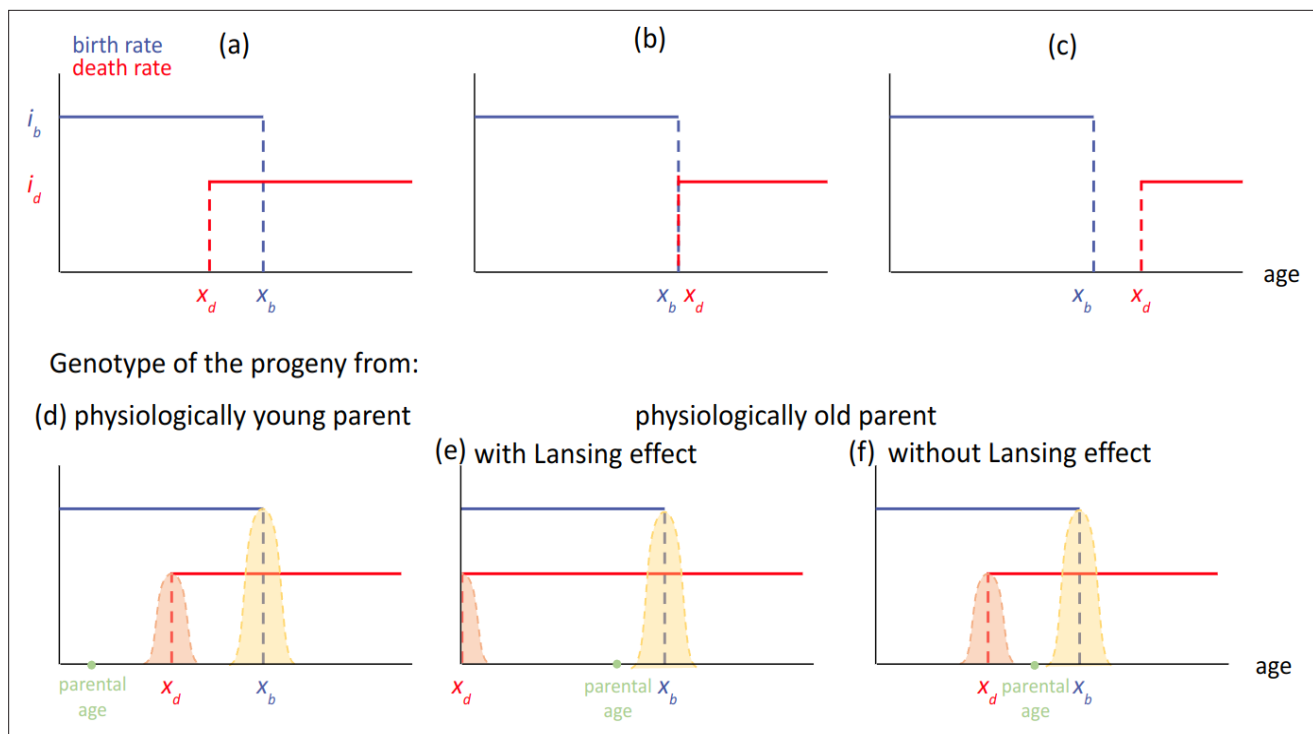 birth rate
death rate
(a)
(b)
(c)
i_b
i_d
x_d x_b
x_b x_d
x_b x_d
age
Genotype of the progeny from:
(d) physiologically young parent
physiologically old parent
(e) with Lansing effect
(f) without Lansing effect
parental
age
x_d
x_b
x_d
parental
age
x_b
x_d
parental
age
x_b
age